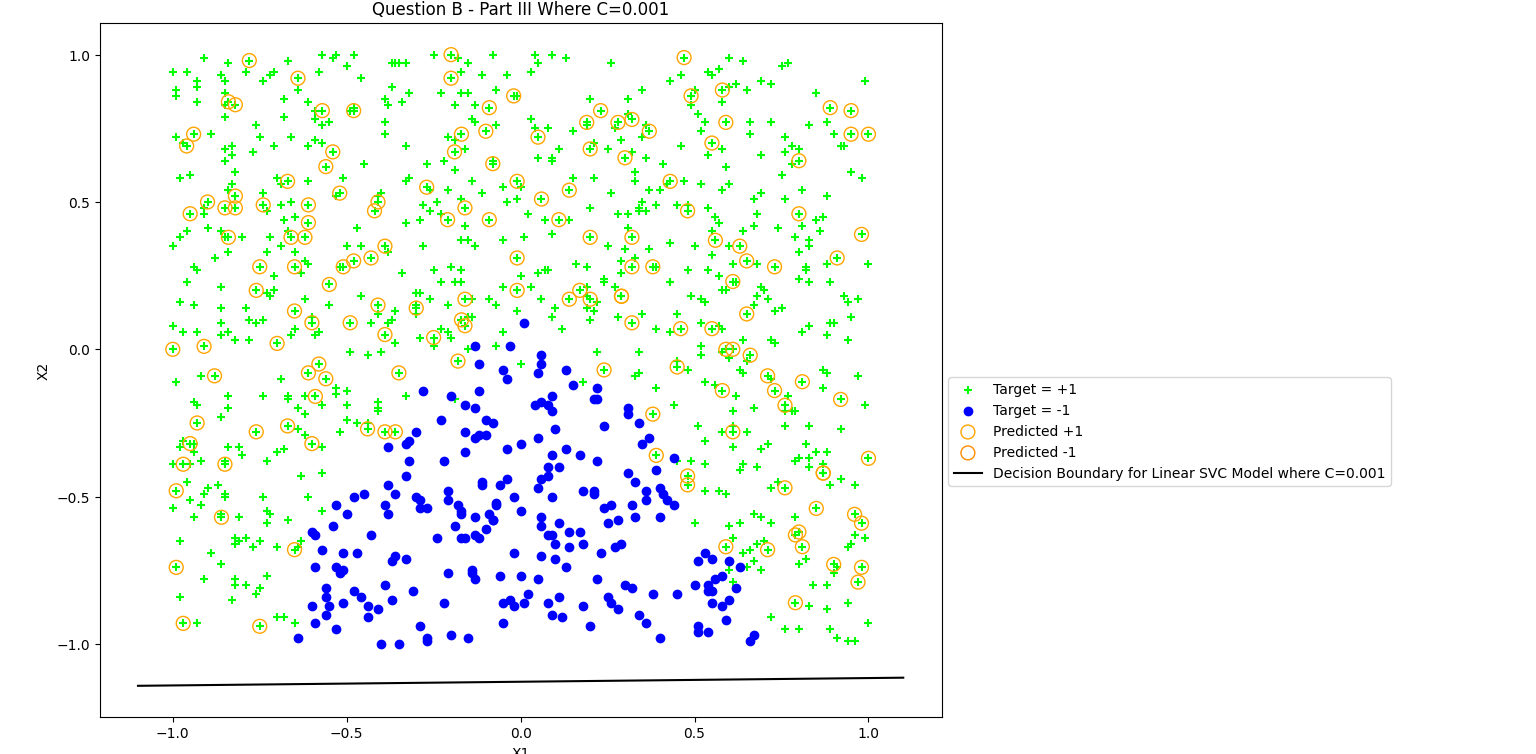 Question B - Part III Where C=0.001
1.0
0.5
0.0
−0.5
−1.0
X2
−1.0
−0.5
0.0
0.5
1.0
X1
Target = +1
Target = -1
Predicted +1
Predicted -1
Decision Boundary for Linear SVC Model where C=0.001